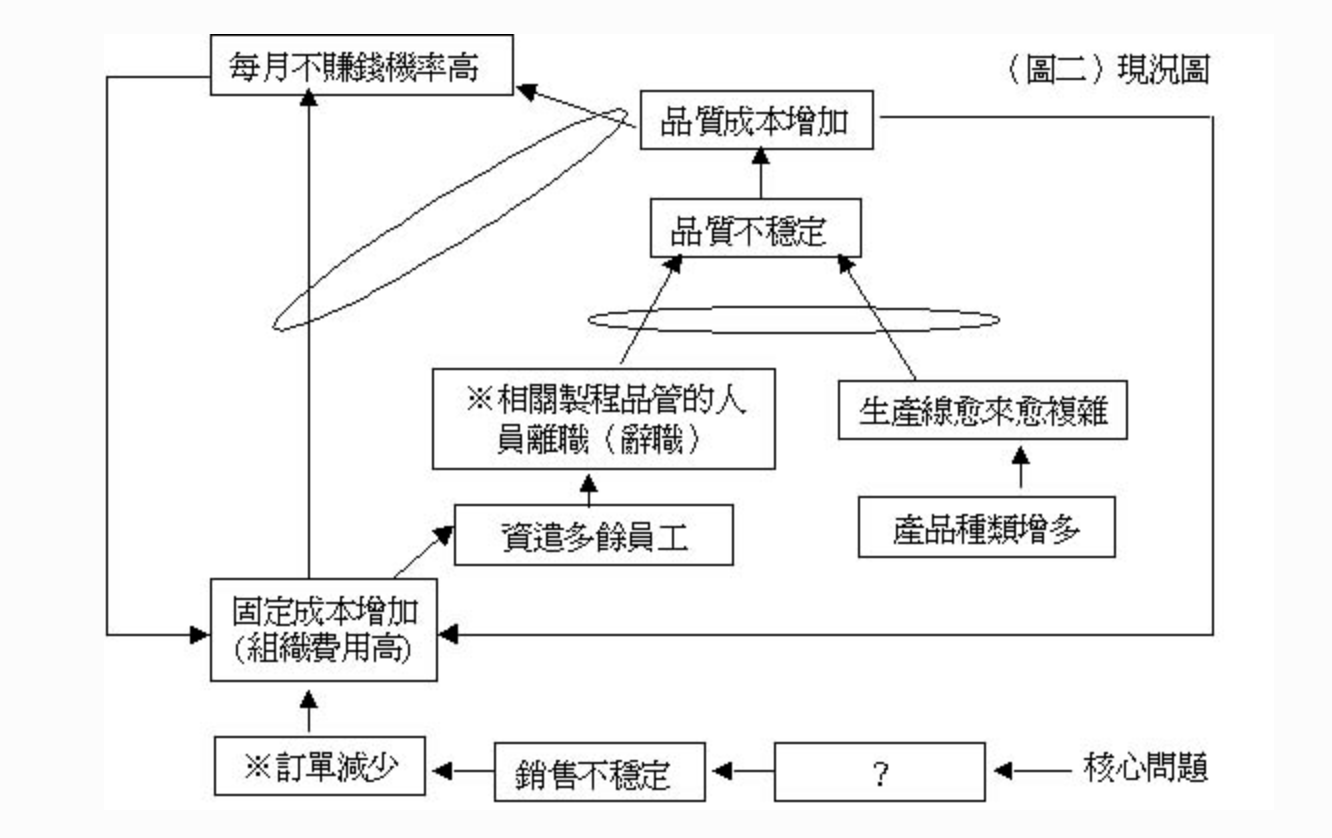 每月不賺錢機率高
（圖二）現況圖
品質成本增加
品質不穩定
※相關製程品管的人
員離職（辭職）
生產線愈來愈複雜
資遣多餘員工
產品種類增多
固定成本增加
(組織費用高)
※訂單減少
銷售不穩定
？
核心問題